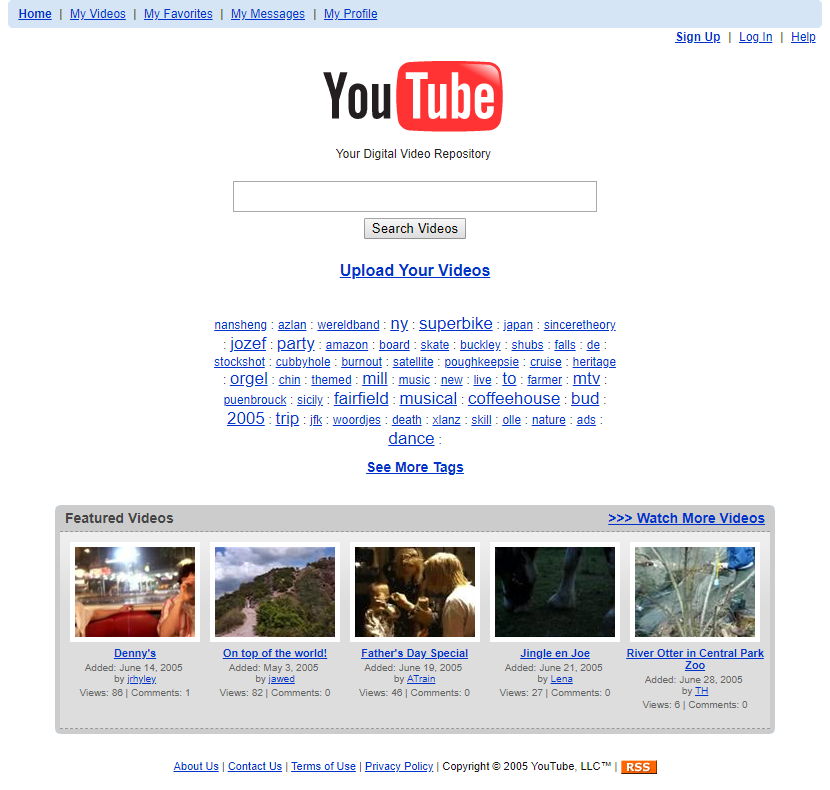 Home | My Videos | My Favorites | My Messages | My Profile
Sign Up | Log In | Help
YouTube
Your Digital Video Repository
Search Videos
Upload Your Videos
nansheng : azlan : wereldband : ny : superbike : japan : sinceretheory
: jozef : party : amazon : board : skate : buckley : shubs : falls : de :
stockshot : cubbyhole : burnout : satellite : poughkeepsie : cruise : heritage
: orgel : chin : themed : mill : music : new : live : to : farmer : mtv :
puenbrouck : sicily : fairfield : musical : coffeehouse : bud :
2005 : trip : jfk : woordjes : death : xlanz : skill : olle : nature : ads :
dance :
See More Tags
Featured Videos
>>> Watch More Videos
Denny's
Added: June 14, 2005
by jrhyley
Views: 86 | Comments: 1
On top of the world!
Added: May 3, 2005
by jawed
Views: 82 | Comments: 0
Father's Day Special
Added: June 19, 2005
by ATrain
Views: 46 | Comments: 0
Jingle en Joe
Added: June 21, 2005
by Lena
Views: 27 | Comments: 0
River Otter in Central Park
Zoo
Added: June 28, 2005
by TH
Views: 6 | Comments: 0
About Us | Contact Us | Terms of Use | Privacy Policy | Copyright © 2005 YouTube, LLC™ | RSS